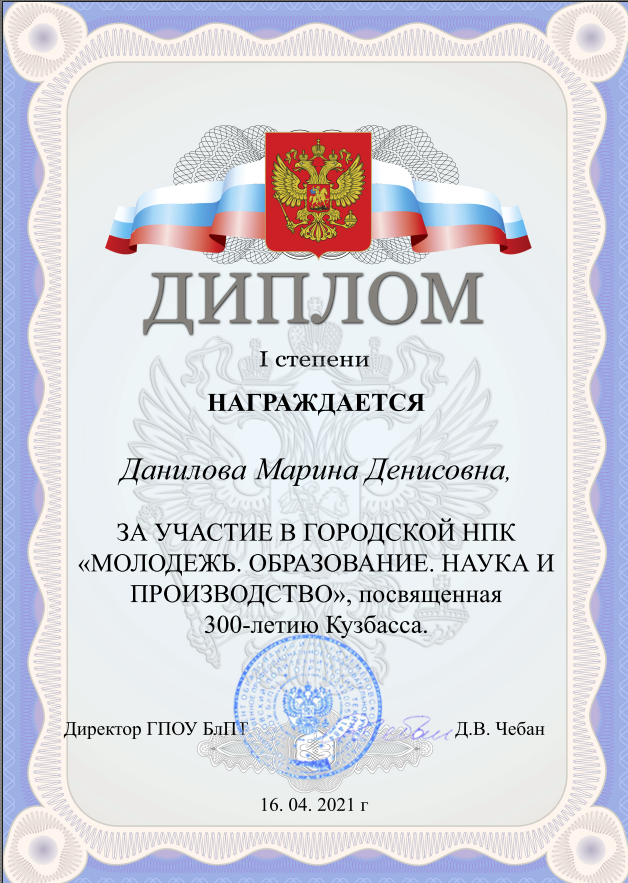 ДИПЛОМ
I степени
НАГРАЖДАЕТСЯ
Данилова Марина Денисовна,
ЗА УЧАСТИЕ В ГОРОДСКОЙ НПК
«МОЛОДЕЖЬ. ОБРАЗОВАНИЕ. НАУКА И
ПРОИЗВОДСТВО», посвященная
300-летию Кузбасса.
Директор ГПОУ БлПТ Д.В. Чебан
16. 04. 2021 г